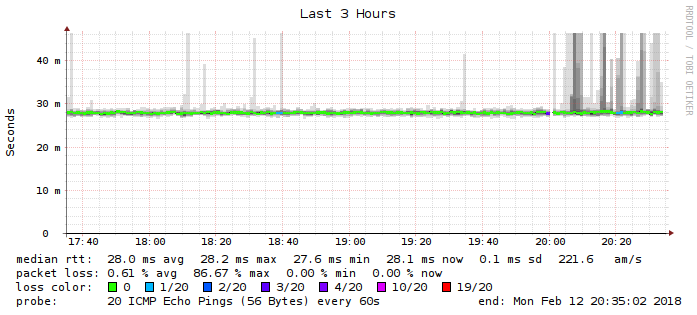 Last 3 Hours
RRDTOOL / TOBI OETIKER
Seconds
40 m
30 m
20 m
10 m
0
17:40 18:00 18:20 18:40 19:00 19:20 19:40 20:00 20:20
median rtt: 28.0 ms avg 28.2 ms max 27.6 ms min 28.1 ms now 0.1 ms sd 221.6 am/s
packet loss: 0.61 % avg 86.67 % max 0.00 % min 0.00 % now
loss color: 0 1/20 2/20 3/20 4/20 10/20 19/20
probe: 20 ICMP Echo Pings (56 Bytes) every 60s end: Mon Feb 12 20:35:02 2018